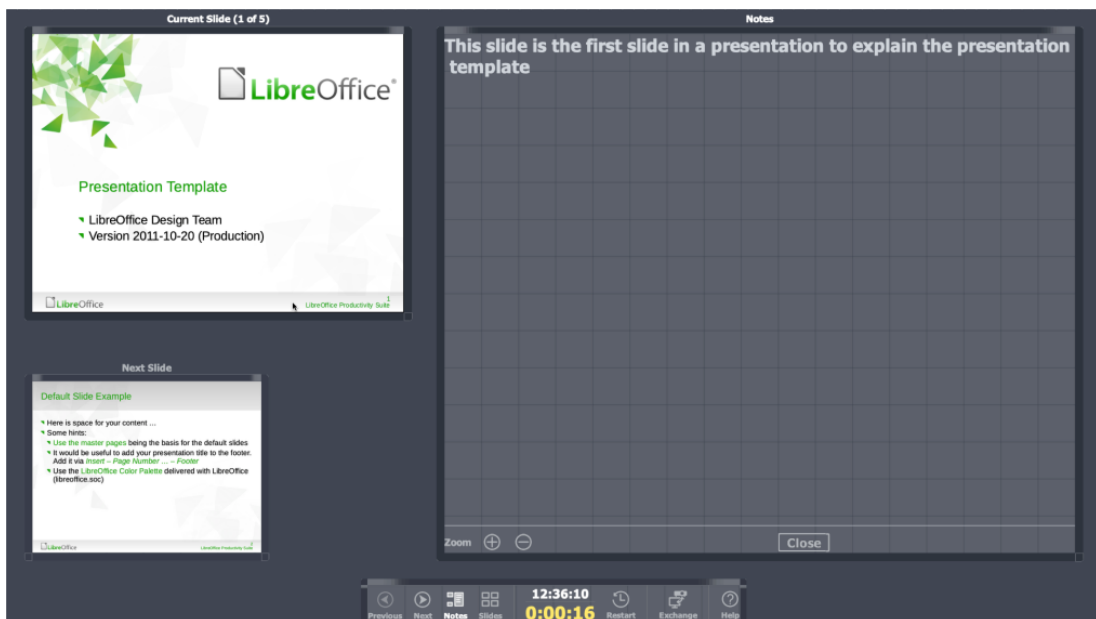 Current Slide (1 of 5)
LibreOffice®
Presentation Template
LibreOffice Design Team
Version 2011-10-20 (Production)
LibreOffice
LibreOffice Productivity Suite
1
Next Slide
Default Slide Example
Here is space for your content …
Some hints:
Use the master pages being the basis for the default slides
It would be useful to add your presentation title to the footer.
Add it via Insert – Page Number ... – Footer
Use the LibreOffice Color Palette delivered with LibreOffice
(libreoffice.soc)
LibreOffice
LibreOffice Productivity Suite
Notes
This slide is the first slide in a presentation to explain the presentation
template
Zoom
Close
Previous
Next
Notes
Slides
12:36:10
0:00:16
Restart
Exchange
Help